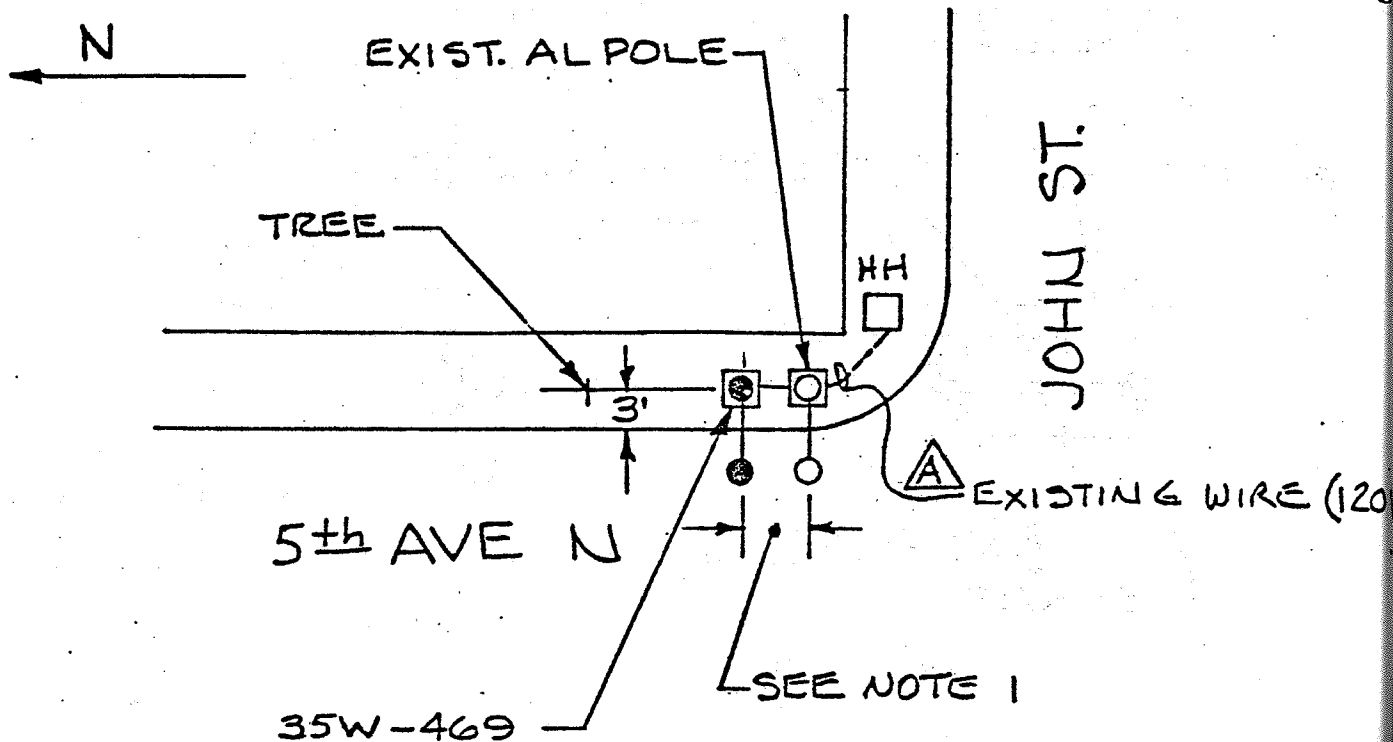 N
EXIST. AL POLE
JOHN ST.
TREE
HH
3'
A
EXISTING WIRE (120
5th AVE N
SEE NOTE 1
35W-469